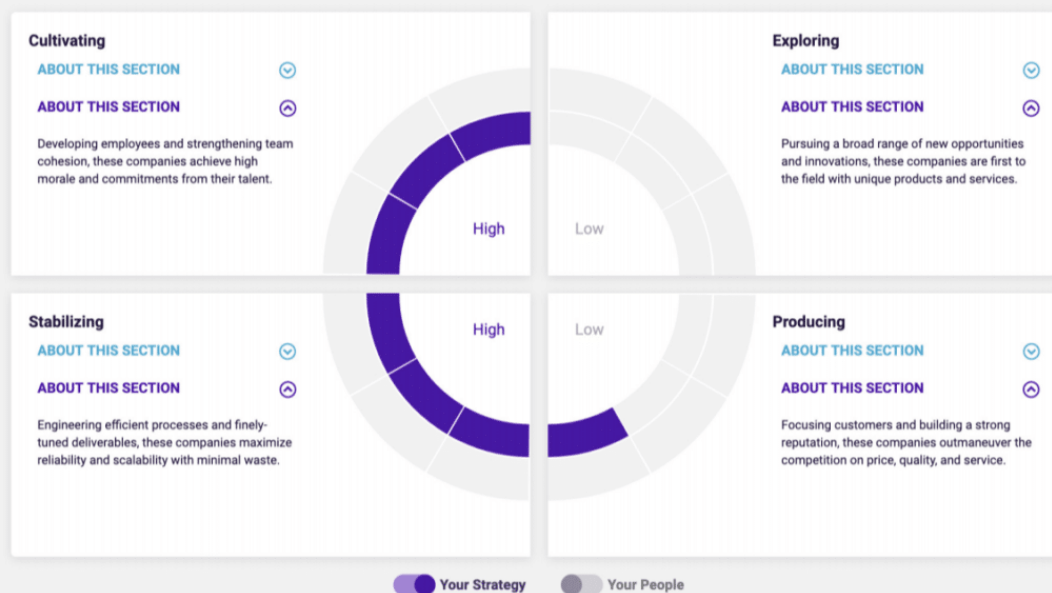 Cultivating
ABOUT THIS SECTION
ABOUT THIS SECTION
Developing employees and strengthening team
cohesion, these companies achieve high
morale and commitments from their talent.
High
Exploring
ABOUT THIS SECTION
ABOUT THIS SECTION
Pursuing a broad range of new opportunities
and innovations, these companies are first to
the field with unique products and services.
Low
Stabilizing
ABOUT THIS SECTION
ABOUT THIS SECTION
Engineering efficient processes and finely-
tuned deliverables, these companies maximize
reliability and scalability with minimal waste.
High
Producing
ABOUT THIS SECTION
ABOUT THIS SECTION
Focusing customers and building a strong
reputation, these companies outmaneuver the
competition on price, quality, and service.
Low
Your Strategy
Your People